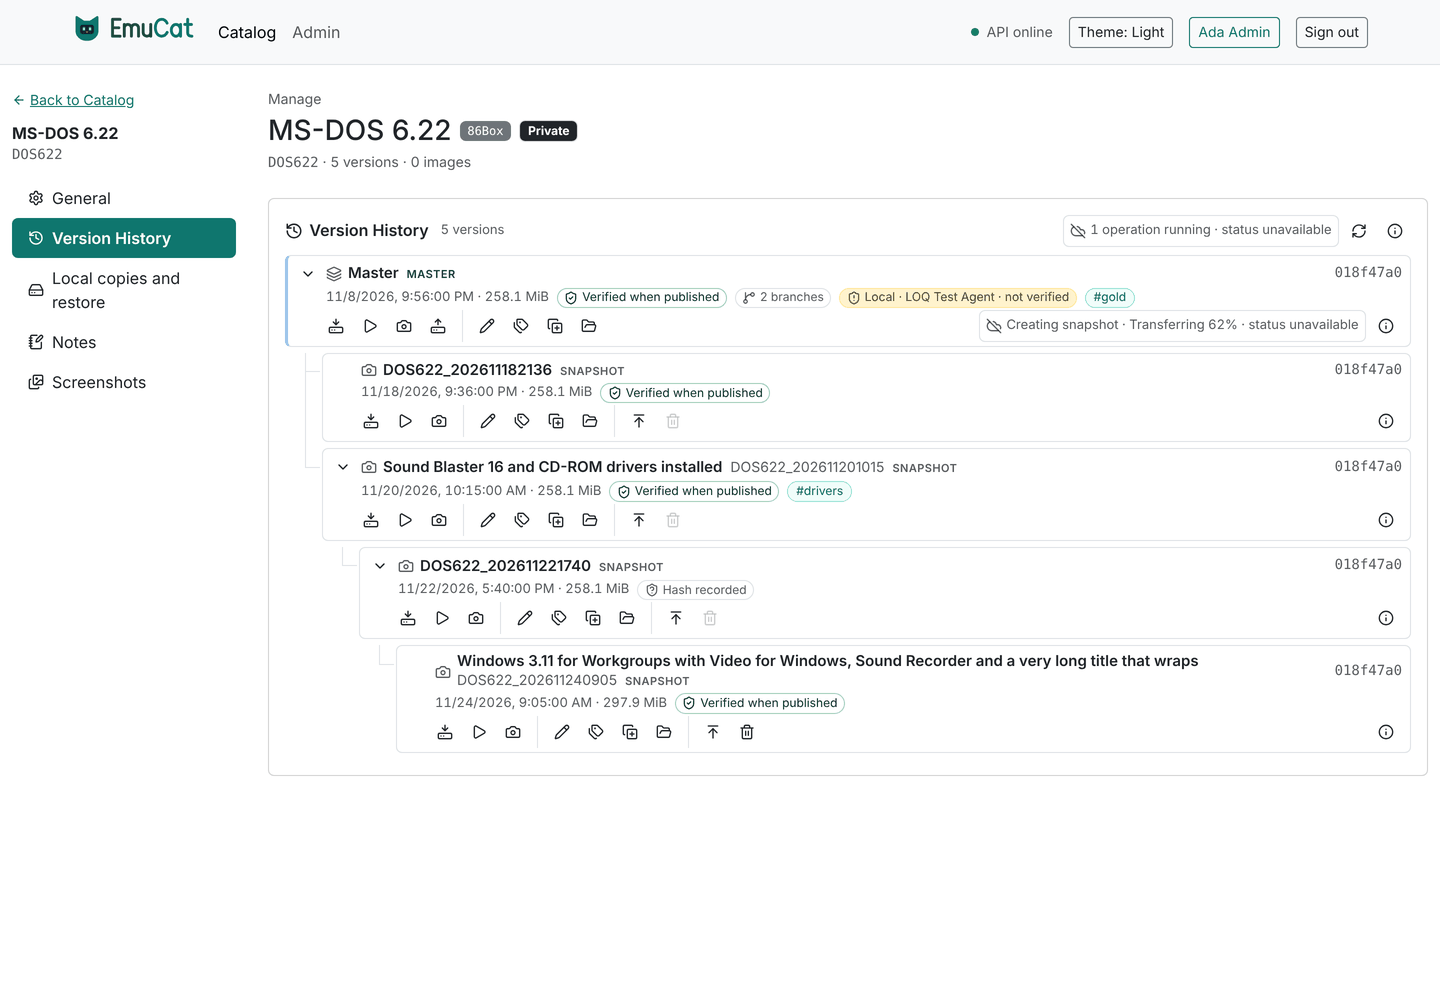 EmuCat
Catalog
Admin
API online
Theme: Light
Ada Admin
Sign out
Back to Catalog
MS-DOS 6.22
DOS622
General
Version History
Local copies and
restore
Notes
Screenshots
Manage
MS-DOS 6.22 86Box Private
DOS622 · 5 versions · 0 images
Version History 5 versions
1 operation running · status unavailable
Master MASTER 018f47a0
11/8/2026, 9:56:00 PM · 258.1 MiB Verified when published 2 branches Local · LOQ Test Agent · not verified #gold
Creating snapshot · Transferring 62% · status unavailable
DOS622_202611182136 SNAPSHOT 018f47a0
11/18/2026, 9:36:00 PM · 258.1 MiB Verified when published
Sound Blaster 16 and CD-ROM drivers installed DOS622_202611201015 SNAPSHOT 018f47a0
11/20/2026, 10:15:00 AM · 258.1 MiB Verified when published #drivers
DOS622_202611221740 SNAPSHOT 018f47a0
11/22/2026, 5:40:00 PM · 258.1 MiB Hash recorded
Windows 3.11 for Workgroups with Video for Windows, Sound Recorder and a very long title that wraps
DOS622_202611240905 SNAPSHOT 018f47a0
11/24/2026, 9:05:00 AM · 297.9 MiB Verified when published